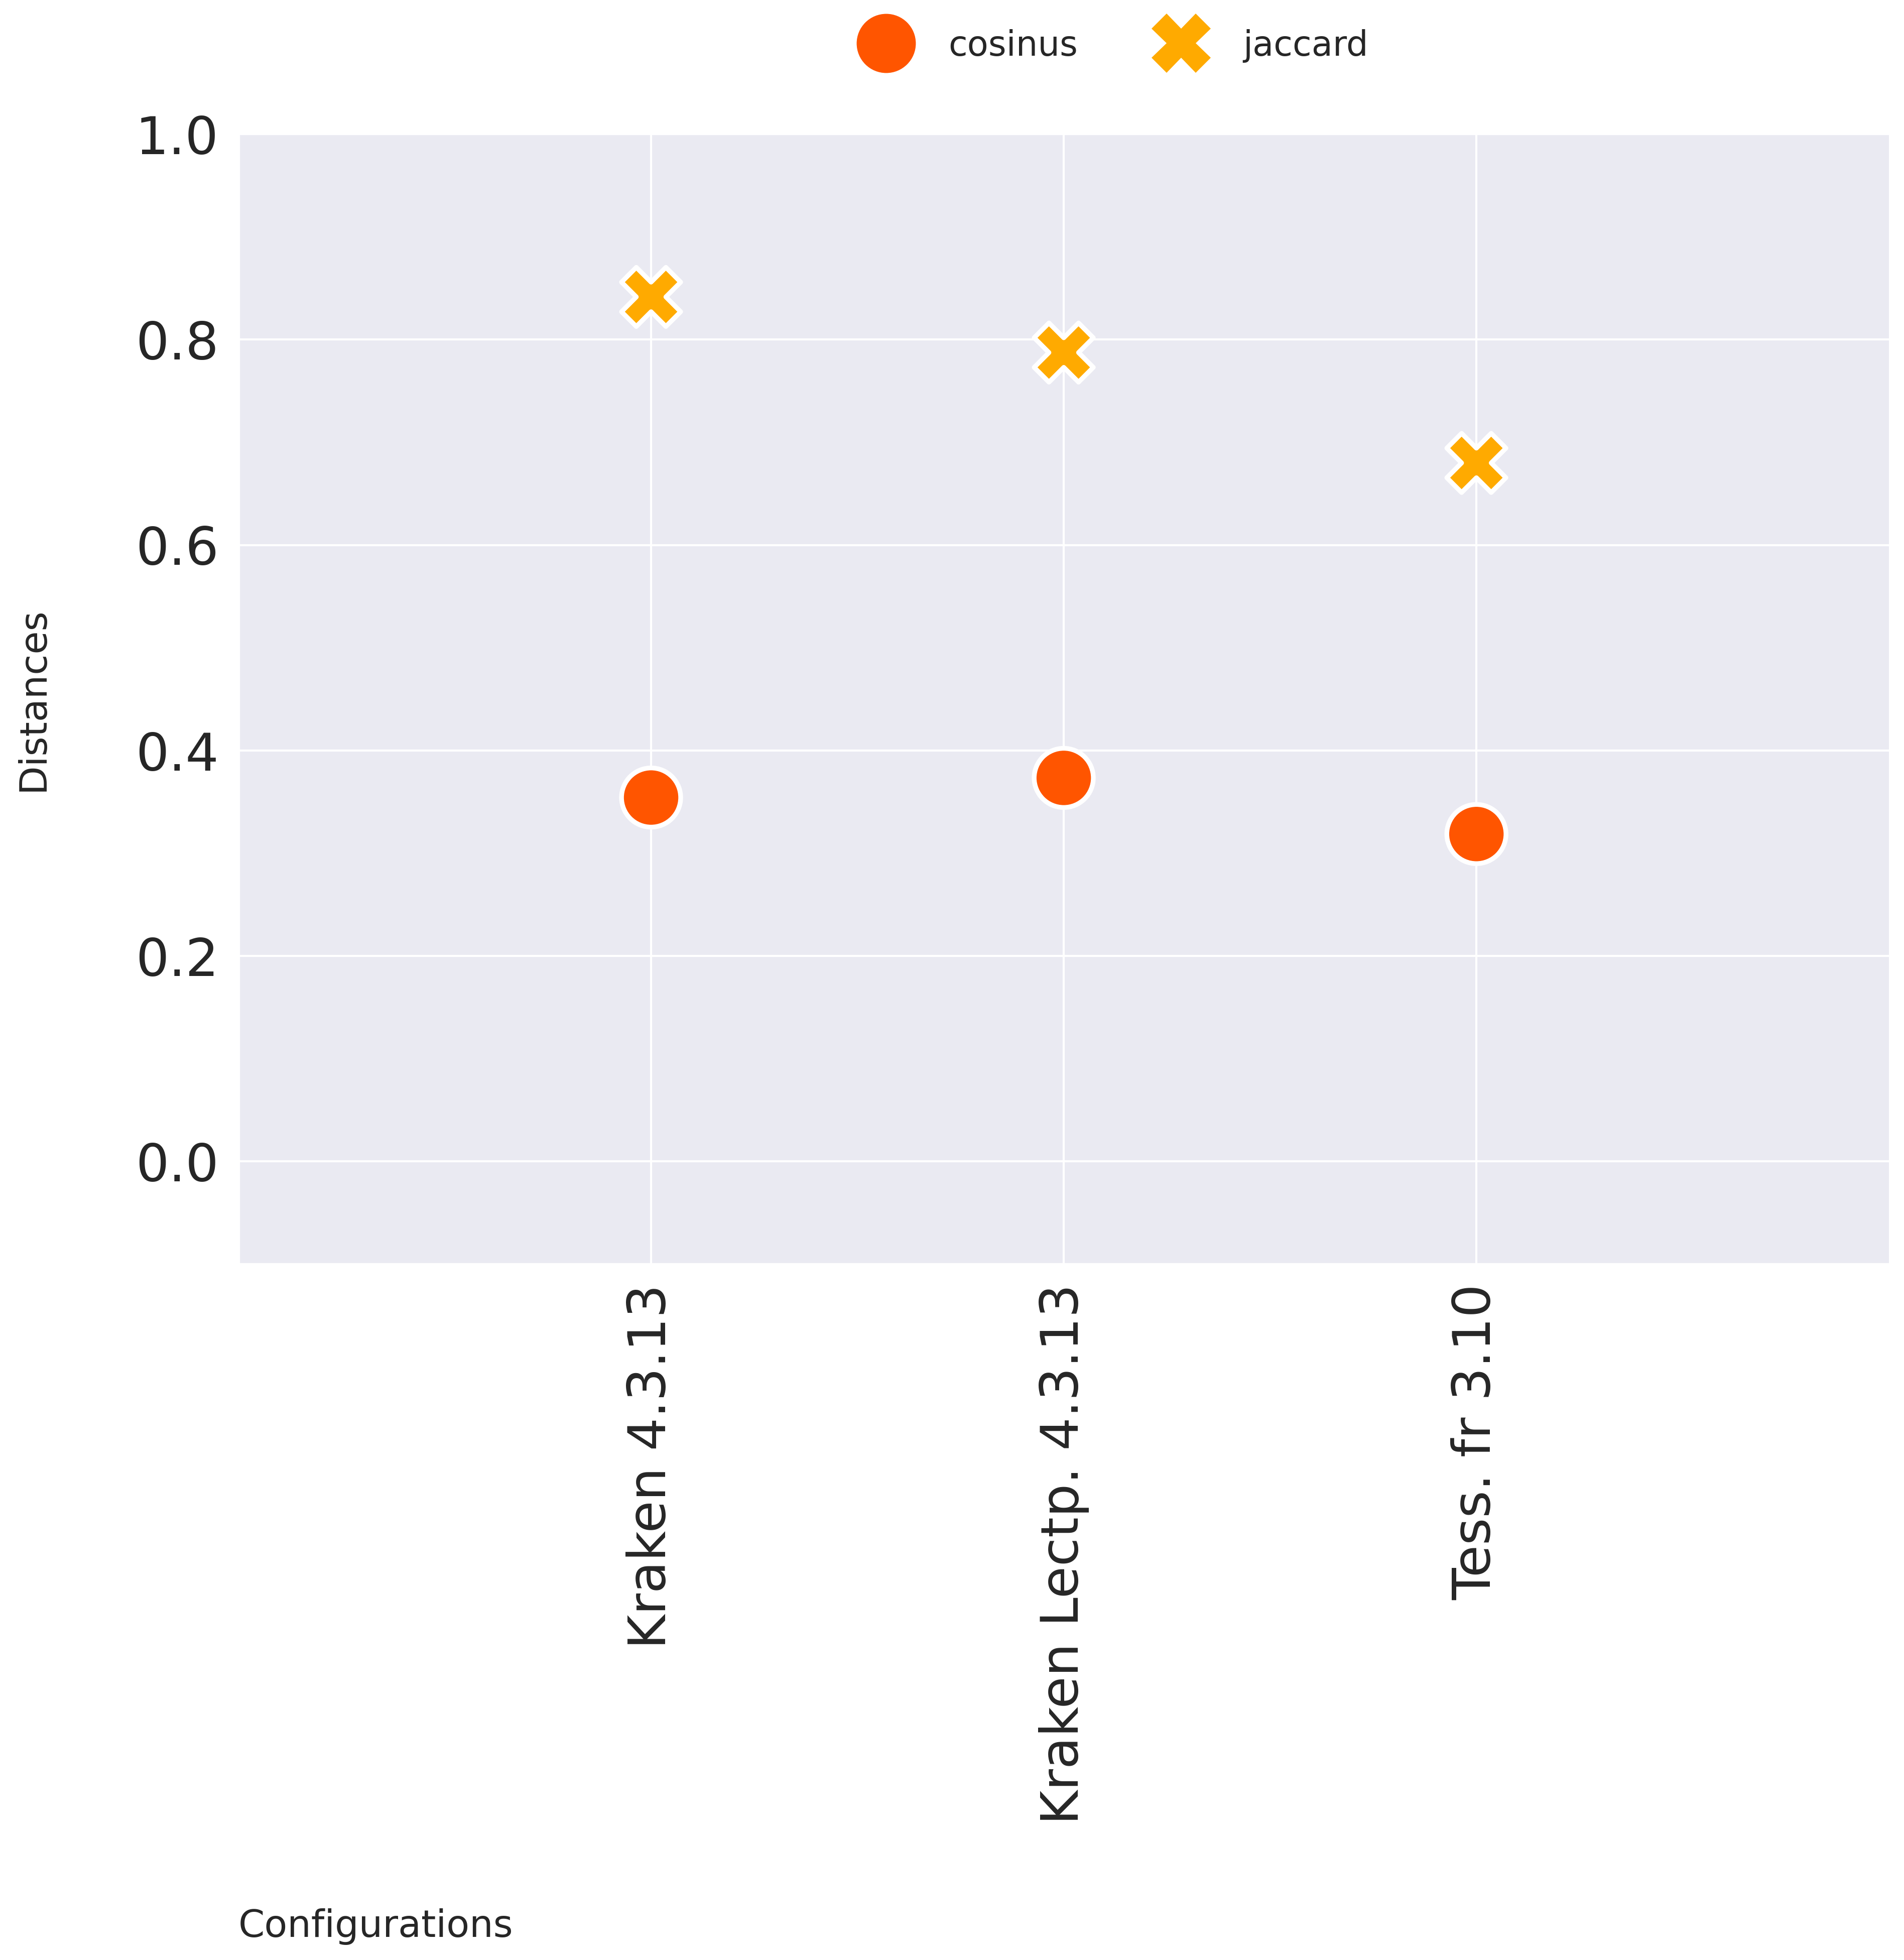 cosinus jaccard
1.0
0.8
0.6
0.4
0.2
0.0
Distances
Kraken 4.3.13
Kraken Lectp. 4.3.13
Tess. fr 3.10
Configurations